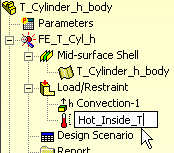 T_Cylinder_h_body
Parameters
FE_T_Cyl_h
Mid-surface Shell
T_Cylinder_h_body
Load/Restraint
Convection-1
Hot_Inside_T
Design Scenario
Report